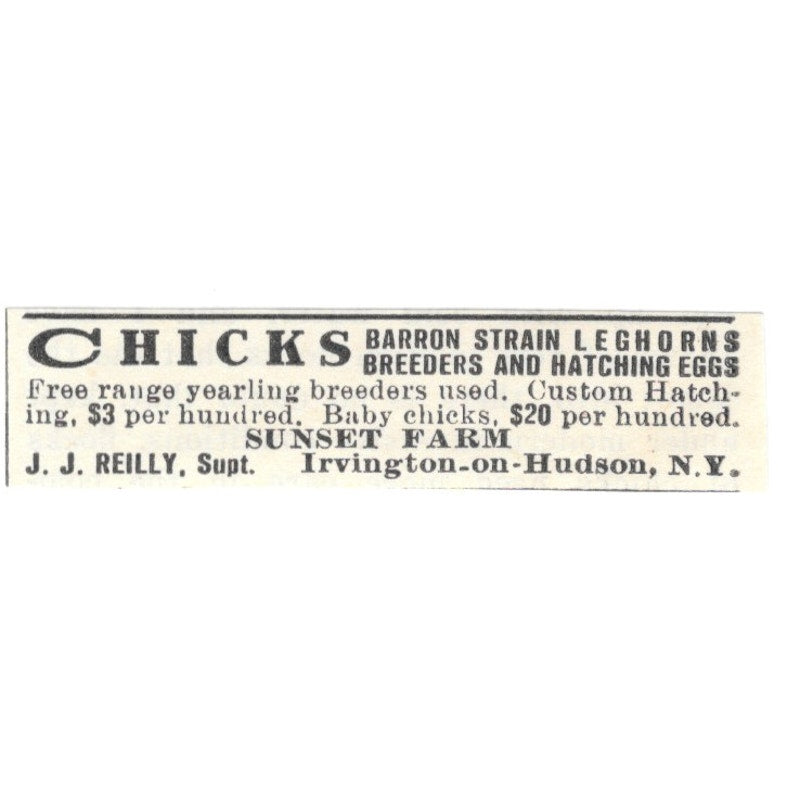 CHICKS BARRON STRAIN LEGHORNS
BREEDERS AND HATCHING EGGS
Free range yearling breeders used. Custom Hatch-
ing, $3 per hundred. Baby chicks, $20 per hundred.
SUNSET FARM
J. J. REILLY, Supt. Irvington-on-Hudson, N.Y.